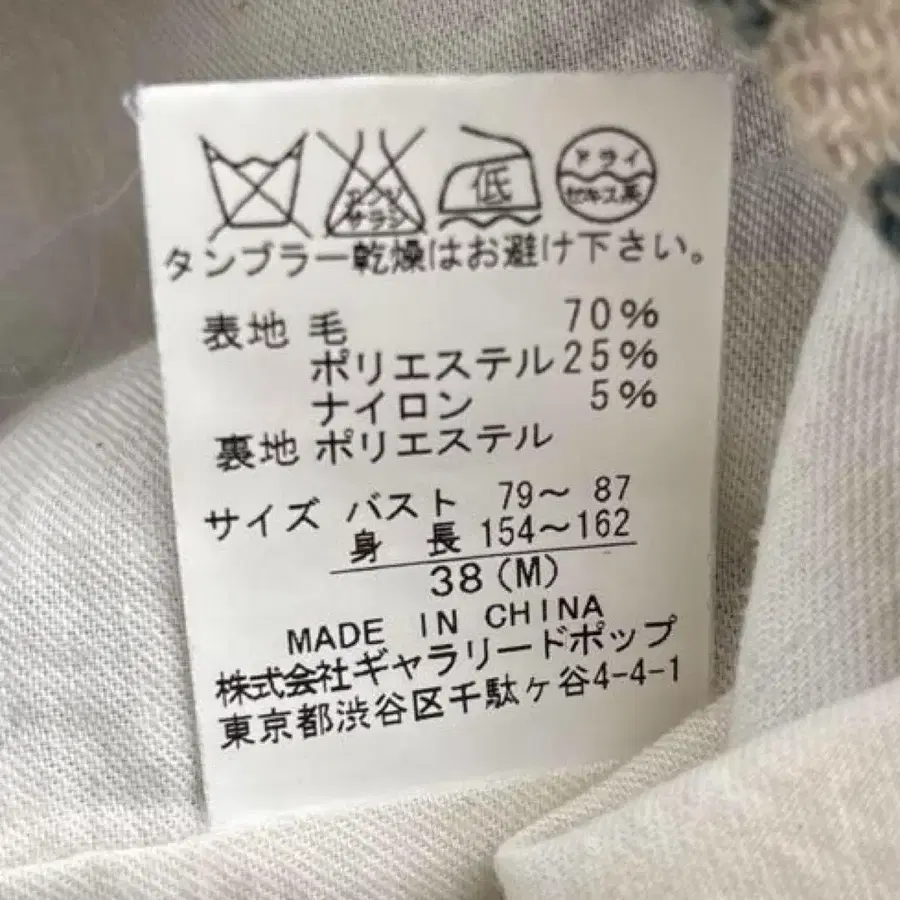 エンソ
サラシ
低
ドライ
セキユ系
タンブラー乾燥はお避け下さい。
表地 毛 70%
ポリエステル 25%
ナイロン 5%
裏地 ポリエステル
サイズ バスト 79〜 87
身 長 154〜162
38(M)
MADE IN CHINA
株式会社ギャラリードポップ
東京都渋谷区千駄ヶ谷4-4-1